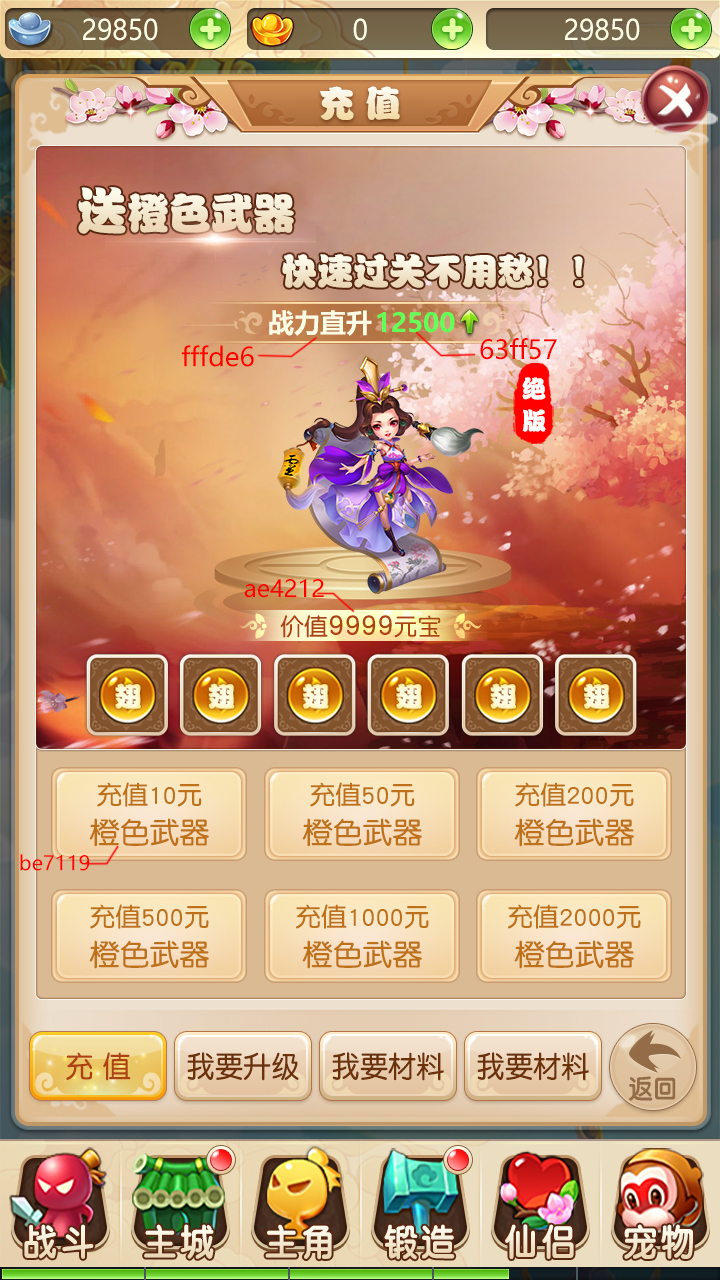 29850 0 29850
充值
送橙色武器
快速过关不用愁！！
战力直升12500
fffde6 63ff57
绝版
ae4212
价值9999元宝
翅 翅 翅 翅 翅 翅
充值10元 充值50元 充值200元
橙色武器 橙色武器 橙色武器
be7119
充值500元 充值1000元 充值2000元
橙色武器 橙色武器 橙色武器
充值 我要升级 我要材料 我要材料 返回
战斗 主城 主角 锻造 仙侣 宠物